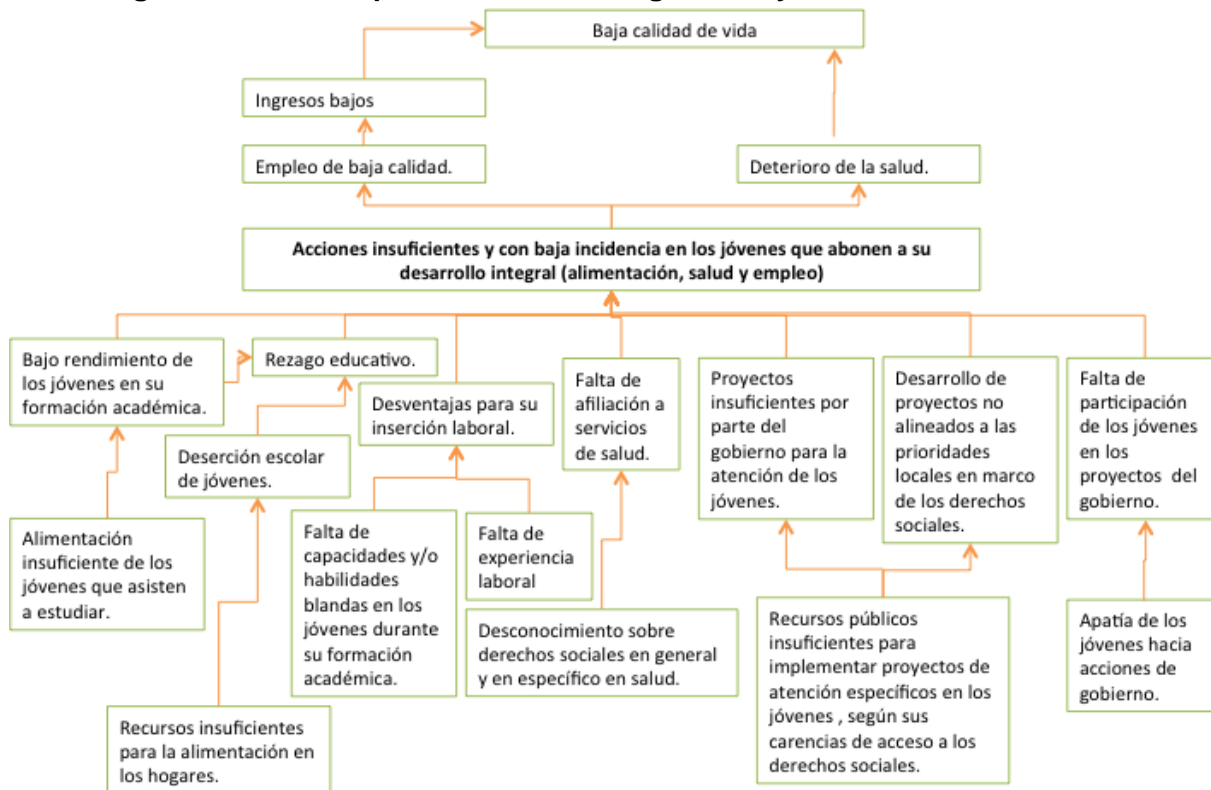 Baja calidad de vida
Ingresos bajos
Empleo de baja calidad.
Deterioro de la salud.
Acciones insuficientes y con baja incidencia en los jóvenes que abonen a su
desarrollo integral (alimentación, salud y empleo)
Bajo rendimiento de
los jóvenes en su
formación académica.
Rezago educativo.
Desventajas para su
inserción laboral.
Falta de
afiliación a
servicios
de salud.
Proyectos
insuficientes por
parte del
gobierno para la
atención de los
jóvenes.
Desarrollo de
proyectos no
alineados a las
prioridades
locales en marco
de los derechos
sociales.
Falta de
participación
de los jóvenes
en los
proyectos del
gobierno.
Deserción escolar
de jóvenes.
Alimentación
insuficiente de los
jóvenes que asisten
a estudiar.
Falta de
capacidades y/o
habilidades
blandas en los
jóvenes durante
su formación
académica.
Falta de
experiencia
laboral
Desconocimiento sobre
derechos sociales en general
y en específico en salud.
Recursos públicos
insuficientes para
implementar proyectos de
atención específicos en los
jóvenes , según sus
carencias de acceso a los
derechos sociales.
Apatía de los
jóvenes hacia
acciones de
gobierno.
Recursos insuficientes
para la alimentación en
los hogares.